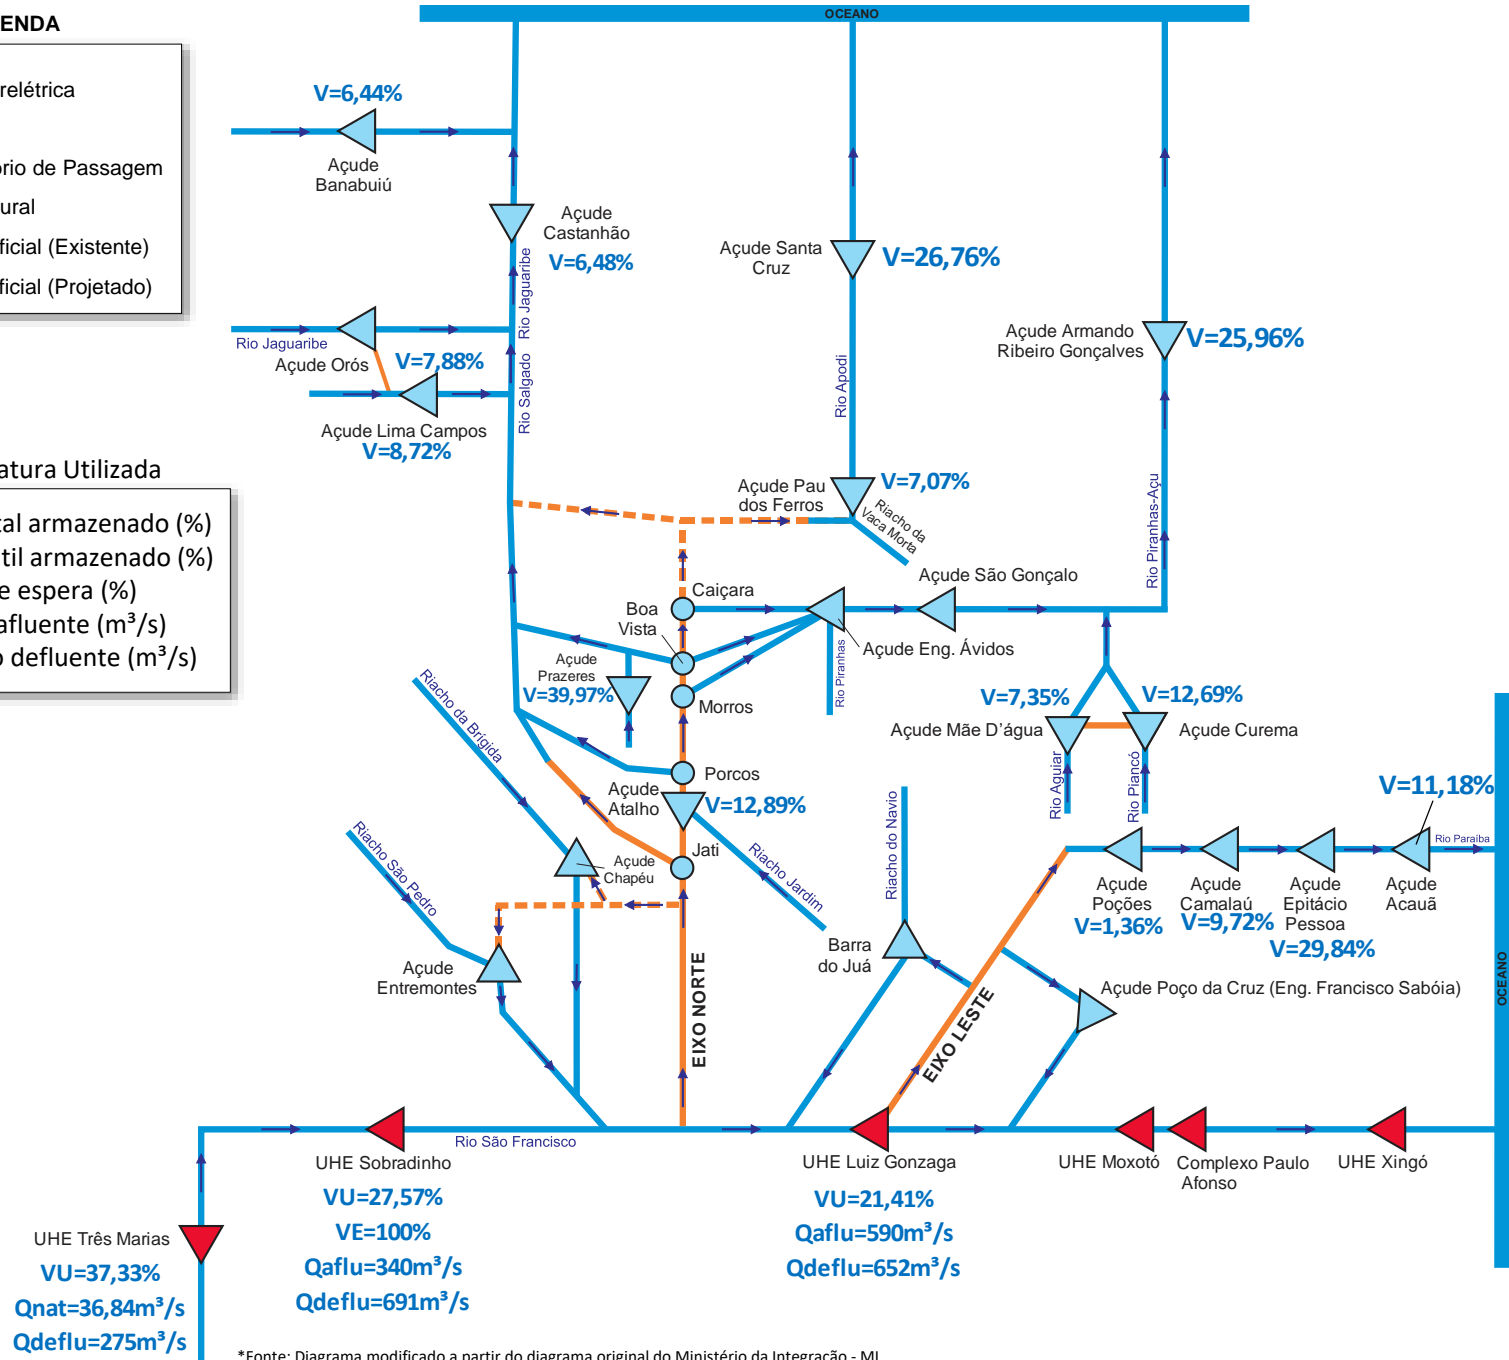 OCEANO
ENDA
relétrica
ório de Passagem
ural
ficial (Existente)
ficial (Projetado)
V=6,44%
Açude
Banabuiú
Açude
Castanhão
V=6,48%
Rio Jaguaribe
Açude Santa
Cruz
V=26,76%
Açude Armando
Ribeiro Gonçalves
V=25,96%
Rio Jaguaribe
Açude Orós
V=7,88%
Rio Salgado
Rio Apodi
Açude Lima Campos
V=8,72%
atura Utilizada
tal armazenado (%)
til armazenado (%)
e espera (%)
afluente (m³/s)
o defluente (m³/s)
Açude Pau
dos Ferros
V=7,07%
Riacho da
Vaca Morta
Rio Piranhas-Açu
Açude São Gonçalo
Caiçara
Boa
Vista
Açude Eng. Ávidos
Rio Piranhas
Açude
Prazeres
V=39,97%
Morros
Riacho da Brígida
V=7,35%
Açude Mãe D'água
V=12,69%
Açude Curema
Rio Aguiar
Rio Piancó
Porcos
Açude
Atalho
V=12,89%
Jati
Açude
Chapéu
Riacho São Pedro
Riacho Jardim
Riacho do Navio
V=11,18%
Rio Paraíba
Açude
Poções
V=1,36%
Açude
Camalaú
V=9,72%
Açude
Epitácio
Pessoa
V=29,84%
Açude
Acauã
Barra
do Juá
Açude
Entremontes
EIXO NORTE
EIXO LESTE
Açude Poço da Cruz (Eng. Francisco Sabóia)
OCEANO
Rio São Francisco
UHE Sobradinho
VU=27,57%
VE=100%
Qaflu=340m³/s
Qdeflu=691m³/s
UHE Luiz Gonzaga
VU=21,41%
Qaflu=590m³/s
Qdeflu=652m³/s
UHE Moxotó
Complexo Paulo
Afonso
UHE Xingó
UHE Três Marias
VU=37,33%
Qnat=36,84m³/s
Qdeflu=275m³/s
*Fonte: Diagrama modificado a partir do diagrama original do Ministério da Integração - MI